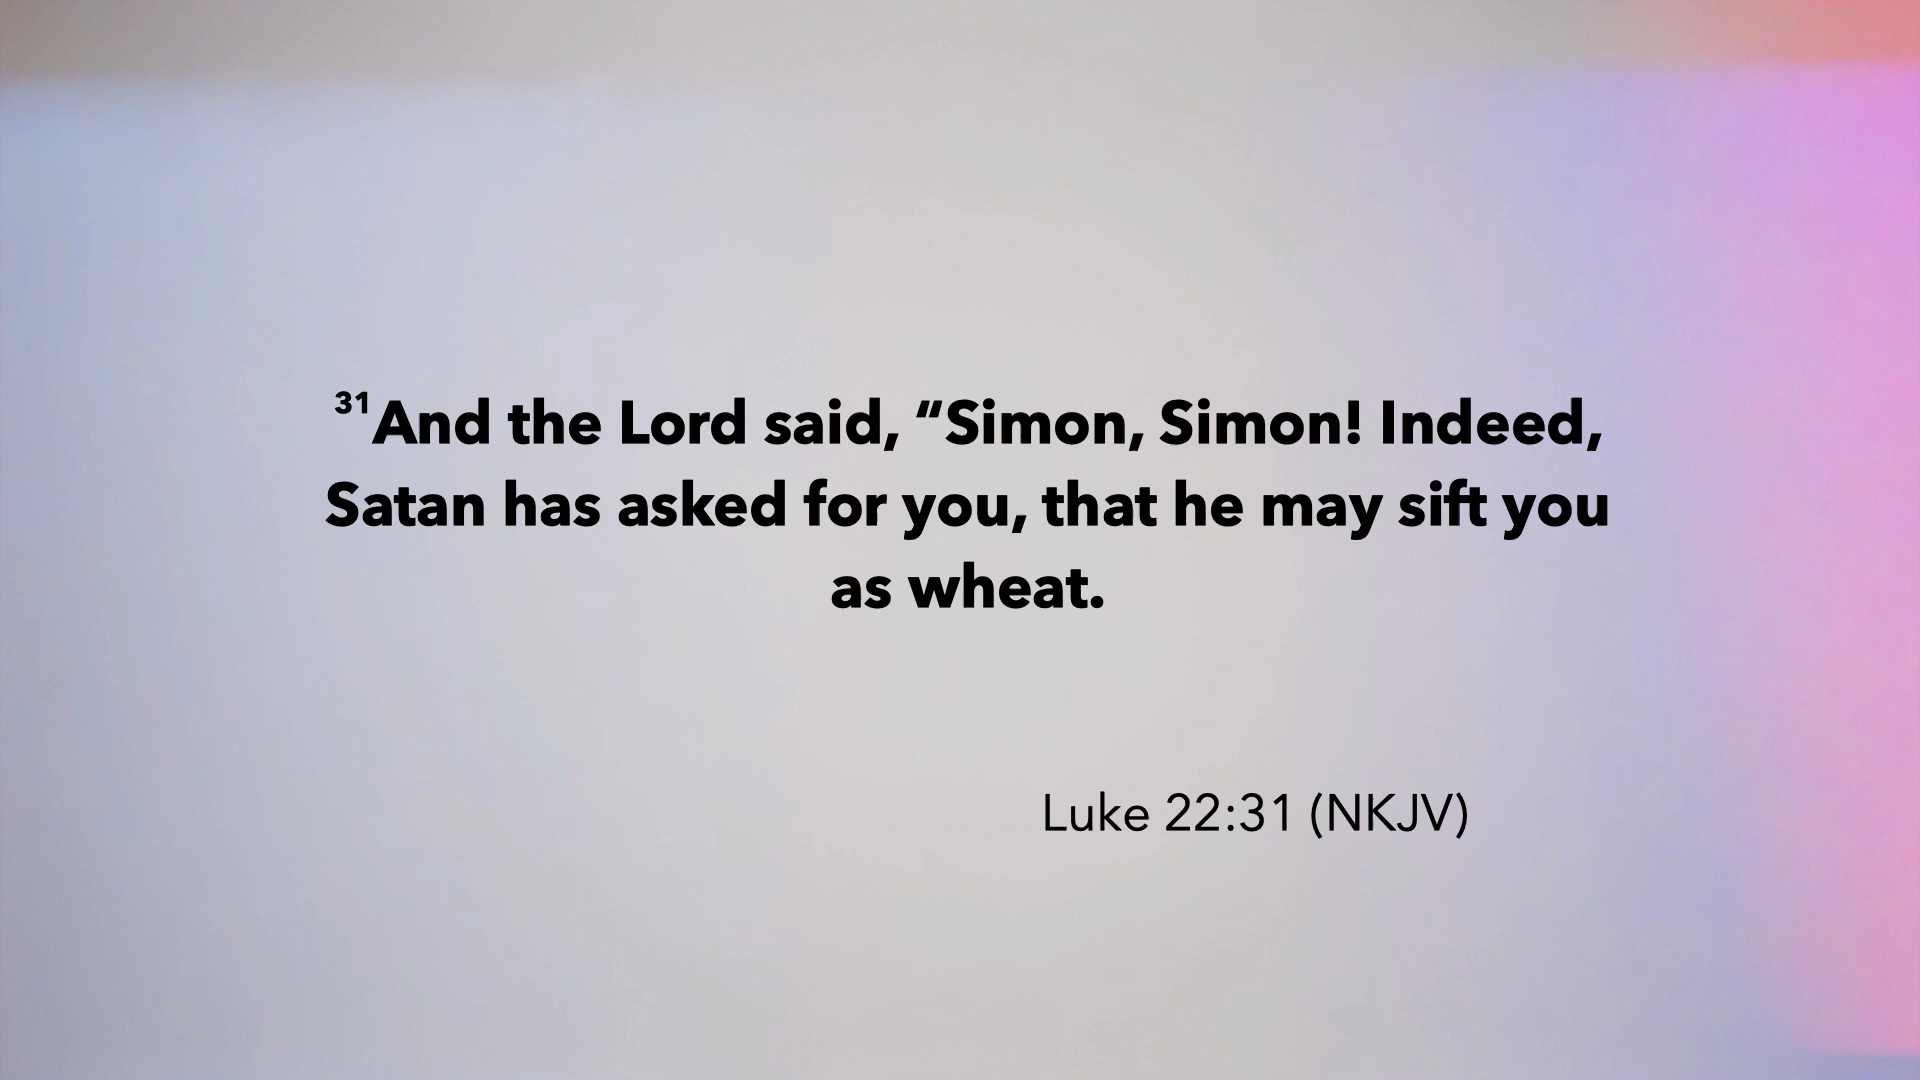 ³¹And the Lord said, “Simon, Simon! Indeed,
Satan has asked for you, that he may sift you
as wheat.
Luke 22:31 (NKJV)